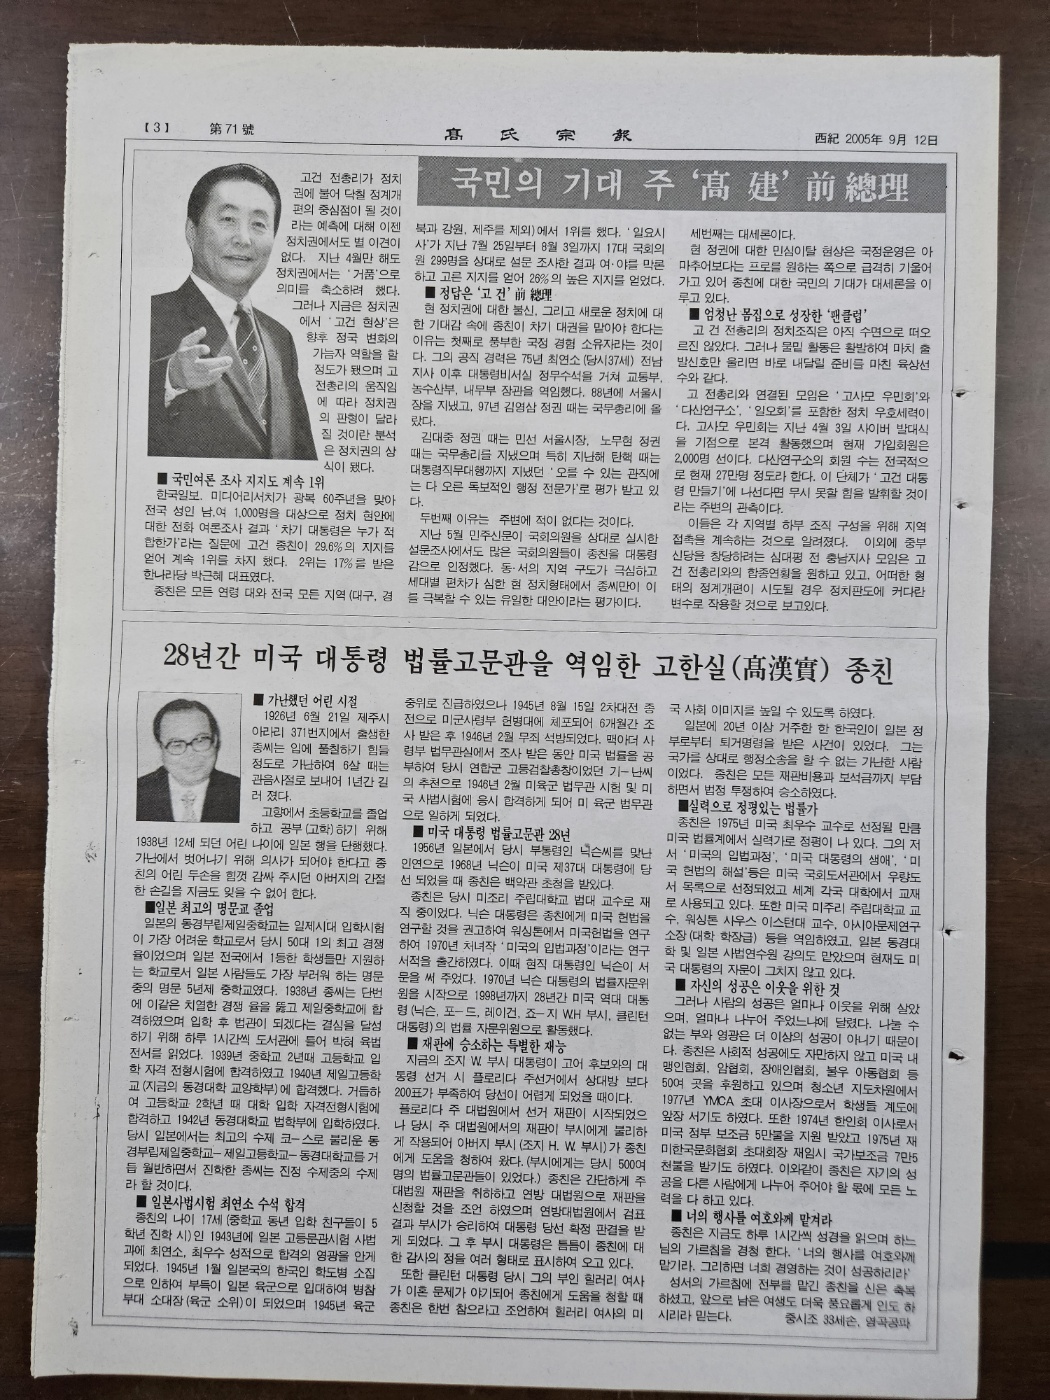 【3】 第71號 髙氏宗報 西紀 2005年 9月 12日
국민의 기대 주 '髙 建' 前 總理
고건 전총리가 정치
권에 불어 닥칠 정계개
편의 중심점이 될 것이
라는 예측에 대해 이젠
정치권에서도 별 이견이
없다. 지난 4월만 해도
정치권에서는 '거품'으로
의미를 축소하려 했다.
그러나 지금은 정치권
에서 '고건 현상'은
향후 정국 변화의
가늠자 역할을 할
정도가 됐으며 고
전총리의 움직임
에 따라 정치권
의 판형이 달라
질 것이란 분석
은 정치권의 상
식이 됐다.
■ 국민여론 조사 지지도 계속 1위
한국일보. 미디어리서치가 광복 60주년을 맞아
전국 성인 남.여 1,000명을 대상으로 정치 현안에
대한 전화 여론조사 결과 '차기 대통령은 누가 적
합한가'라는 질문에 고건 종친이 29.6%의 지지를
얻어 계속 1위를 차지 했다. 2위는 17%를 받은
한나라당 박근혜 대표였다.
종친은 모든 연령 대와 전국 모든 지역(대구, 경
북과 강원, 제주를 제외)에서 1위를 했다. '일요시
사'가 지난 7월 25일부터 8월 3일까지 17대 국회의
원 299명을 상대로 설문 조사한 결과 여·야를 막론
하고 고른 지지를 얻어 26%의 높은 지지를 얻었다.
■ 정답은 '고 건' 前 總理
현 정치권에 대한 불신, 그리고 새로운 정치에 대
한 기대감 속에 종친이 차기 대권을 맡아야 한다는
이유는 첫째로 풍부한 국정 경험 소유자라는 것이
다. 그의 공직 경력은 75년 최연소(당시37세) 전남
지사 이후 대통령비서실 정무수석을 거쳐 교통부,
농수산부, 내무부 장관을 역임했다. 88년에 서울시
장을 지냈고, 97년 김영삼 정권 때는 국무총리에 올
랐다.
김대중 정권 때는 민선 서울시장, 노무현 정권
때는 국무총리를 지냈으며 특히 지난해 탄핵 때는
대통령직무대행까지 지냈던 '오를 수 있는 관직에
는 다 오른 독보적인 행정 전문가'로 평가 받고 있
다.
두번째 이유는 주변에 적이 없다는 것이다.
지난 5월 민주신문이 국회의원을 상대로 실시한
설문조사에서도 많은 국회의원들이 종친을 대통령
감으로 인정했다. 동·서의 지역 구도가 극심하고
세대별 편차가 심한 현 정치형태에서 종씨만이 이
를 극복할 수 있는 유일한 대안이라는 평가이다.
세번째는 대세론이다.
현 정권에 대한 민심이탈 현상은 국정운영은 아
마추어보다는 프로를 원하는 쪽으로 급격히 기울어
가고 있어 종친에 대한 국민의 기대가 대세론을 이
루고 있다.
■ 엄청난 몸집으로 성장한 '팬클럽'
고 건 전총리의 정치조직은 아직 수면으로 떠오
르진 않았다. 그러나 물밑 활동은 활발하여 마치 출
발신호만 울리면 바로 내달릴 준비를 마친 육상선
수와 같다.
고 전총리와 연결된 모임은 '고사모 우민회'와
'다산연구소', '일오회'를 포함한 정치 우호세력이
다. 고사모 우민회는 지난 4월 3일 사이버 발대식
을 기점으로 본격 활동했으며 현재 가입회원은
2,000명 선이다. 다산연구소의 회원 수는 전국적으
로 현재 27만명 정도라 한다. 이 단체가 '고건 대통
령 만들기'에 나선다면 무시 못할 힘을 발휘할 것이
라는 주변의 관측이다.
이들은 각 지역별 하부 조직 구성을 위해 지역
접촉을 계속하는 것으로 알려졌다. 이외에 중부
신당을 창당하려는 심대평 전 충남지사 모임은 고
건 전총리와의 합종연횡을 원하고 있고, 어떠한 형
태의 정계개편이 시도될 경우 정치판도에 커다란
변수로 작용할 것으로 보고있다.
28년간 미국 대통령 법률고문관을 역임한 고한실(髙漢實) 종친
■ 가난했던 어린 시절
1926년 6월 21일 제주시
아라리 371번지에서 출생한
종씨는 입에 풀칠하기 힘들
정도로 가난하여 6살 때는
관음사절로 보내어 1년간 길
러 졌다.
고향에서 초등학교를 졸업
하고 공부(고학)하기 위해
1938년 12세 되던 어린 나이에 일본 행을 단행했다.
가난에서 벗어나기 위해 의사가 되어야 한다고 종
친의 어린 두손을 힘껏 감싸 주시던 아버지의 간절
한 손길을 지금도 잊을 수 없어 한다.
■일본 최고의 명문교 졸업
일본의 동경부립제일중학교는 일제시대 입학시험
이 가장 어려운 학교로서 당시 50대 1의 최고 경쟁
율이었으며 일본 전국에서 1등한 학생들만 지원하
는 학교로서 일본 사람들도 가장 부러워 하는 명문
중의 명문 5년제 중학교였다. 1938년 종씨는 단번
에 이같은 치열한 경쟁 율을 뚫고 제일중학교에 합
격하였으며 입학 후 법관이 되겠다는 결심을 달성
하기 위해 하루 1시간씩 도서관에 틀어 박혀 육법
전서를 읽었다. 1939년 중학교 2년때 고등학교 입
학 자격 전형시험에 합격하였고 1940년 제일고등학
교(지금의 동경대학 교양학부)에 합격했다. 거듭하
여 고등학교 2학년 때 대학 입학 자격전형시험에
합격하고 1942년 동경대학교 법학부에 입학하였다.
당시 일본에서는 최고의 수제 코-스로 불리운 동
경부립제일중학교-제일고등학교-동경대학교를 거
듭 월반하면서 진학한 종씨는 진정 수제중의 수제
라 할 것이다.
■ 일본사법시험 최연소 수석 합격
종친의 나이 17세(중학교 동년 입학 친구들이 5
학년 진학 시)인 1943년에 일본 고등문관시험 사법
과에 최연소, 최우수 성적으로 합격의 영광을 안게
되었다. 1945년 1월 일본국의 한국인 학도병 소집
으로 인하여 부득이 일본 육군으로 입대하여 병참
부대 소대장(육군 소위)이 되었으며 1945년 육군
중위로 진급하였으나 1945년 8월 15일 2차대전 종
전으로 미군사령부 헌병대에 체포되어 6개월간 조
사 받은 후 1946년 2월 무죄 석방되었다. 맥아더 사
령부 법무관실에서 조사 받은 동안 미국 법률을 공
부하여 당시 연합군 고등검찰총장이었던 기-난씨
의 추천으로 1946년 2월 미육군 법무관 시험 및 미
국 사법시험에 응시 합격하게 되어 미 육군 법무관
으로 일하게 되었다.
■ 미국 대통령 법률고문관 28년
1956년 일본에서 당시 부통령인 닉슨씨를 맞난
인연으로 1968년 닉슨이 미국 제37대 대통령에 당
선 되었을 때 종친은 백악관 초청을 받았다.
종친은 당시 미조리 주립대학교 법대 교수로 재
직 중이었다. 닉슨 대통령은 종친에게 미국 헌법을
연구할 것을 권고하여 워싱톤에서 미국헌법을 연구
하여 1970년 처녀작 '미국의 입법과정'이라는 연구
서적을 출간하였다. 이때 현직 대통령인 닉슨이 서
문을 써 주었다. 1970년 닉슨 대통령의 법률자문위
원을 시작으로 1998년까지 28년간 미국 역대 대통
령(닉슨, 포-드, 레이건, 죠-지 W.H 부시, 클린턴
대통령)의 법률 자문위원으로 활동했다.
■ 재판에 승소하는 특별한 재능
지금의 조지 W. 부시 대통령이 고어 후보와의 대
통령 선거 시 플로리다 주선거에서 상대방 보다
200표가 부족하여 당선이 어렵게 되었을 때이다.
플로리다 주 대법원에서 선거 재판이 시작되었으
나 당시 주 대법원에서의 재판이 부시에게 불리하
게 작용되어 아버지 부시(조지 H. W. 부시)가 종친
에게 도움을 청하여 왔다.(부시에게는 당시 500여
명의 법률고문관들이 있었다.) 종친은 간단하게 주
대법원 재판을 취하하고 연방 대법원으로 재판을
신청할 것을 조언 하였으며 연방대법원에서 검표
결과 부시가 승리하여 대통령 당선 확정 판결을 받
게 되었다. 그 후 부시 대통령은 틈틈이 종친에 대
한 감사의 정을 여러 형태로 표시하여 오고 있다.
또한 클린턴 대통령 당시 그의 부인 힐러리 여사
가 이혼 문제가 야기되어 종친에게 도움을 청할 때
종친은 한번 참으라고 조언하여 힐러리 여사의 미
국 사회 이미지를 높일 수 있도록 하였다.
일본에 20년 이상 거주한 한 한국인이 일본 정
부로부터 퇴거명령을 받은 사건이 있었다. 그는
국가를 상대로 행정소송을 할 수 없는 가난한 사람
이었다. 종친은 모든 재판비용과 보석금까지 부담
하면서 법정 투쟁하여 승소하였다.
■실력으로 정평있는 법률가
종친은 1975년 미국 최우수 교수로 선정될 만큼
미국 법률계에서 실력가로 정평이 나 있다. 그의 저
서 '미국의 입법과정', '미국 대통령의 생애', '미
국 헌법의 해설'등은 미국 국회도서관에서 우량도
서 목록으로 선정되었고 세계 각국 대학에서 교재
로 사용되고 있다. 또한 미국 미주리 주립대학교 교
수, 워싱톤 사우스 이스턴대 교수, 아시아문제연구
소장(대학 학장급) 등을 역임하였고, 일본 동경대
학 및 일본 사법연수원 강의도 맡았으며 현재도 미
국 대통령의 자문이 그치지 않고 있다.
■ 자신의 성공은 이웃을 위한 것
그러나 사람의 성공은 얼마나 이웃을 위해 살았
으며, 얼마나 나누어 주었느냐에 달렸다. 나눌 수
없는 부와 영광은 더 이상의 성공이 아니기 때문이
다. 종친은 사회적 성공에도 자만하지 않고 미국 내
맹인협회, 암협회, 장애인협회, 불우 아동협회 등
50여 곳을 후원하고 있으며 청소년 지도차원에서
1977년 YMCA 초대 이사장으로서 학생들 계도에
앞장 서기도 하였다. 또한 1974년 한인회 이사로서
미국 정부 보조금 5만불을 지원 받았고 1975년 재
미한국문화협회 초대회장 재임시 국가보조금 7만5
천불을 받기도 하였다. 이와같이 종친은 자기의 성
공을 다른 사람에게 나누어 주어야 할 몫에 모든 노
력을 다 하고 있다.
■ 너의 행사를 여호와께 맡겨라
종친은 지금도 하루 1시간씩 성경을 읽으며 하느
님의 가르침을 경청 한다. '너의 행사를 여호와께
맡기라. 그리하면 너희 경영하는 것이 성공하리라'
성서의 가르침에 전부를 맡긴 종친을 신은 축복
하셨고, 앞으로 남은 여생도 더욱 풍요롭게 인도 하
시리라 믿는다. 중시조 33세손, 영곡공파